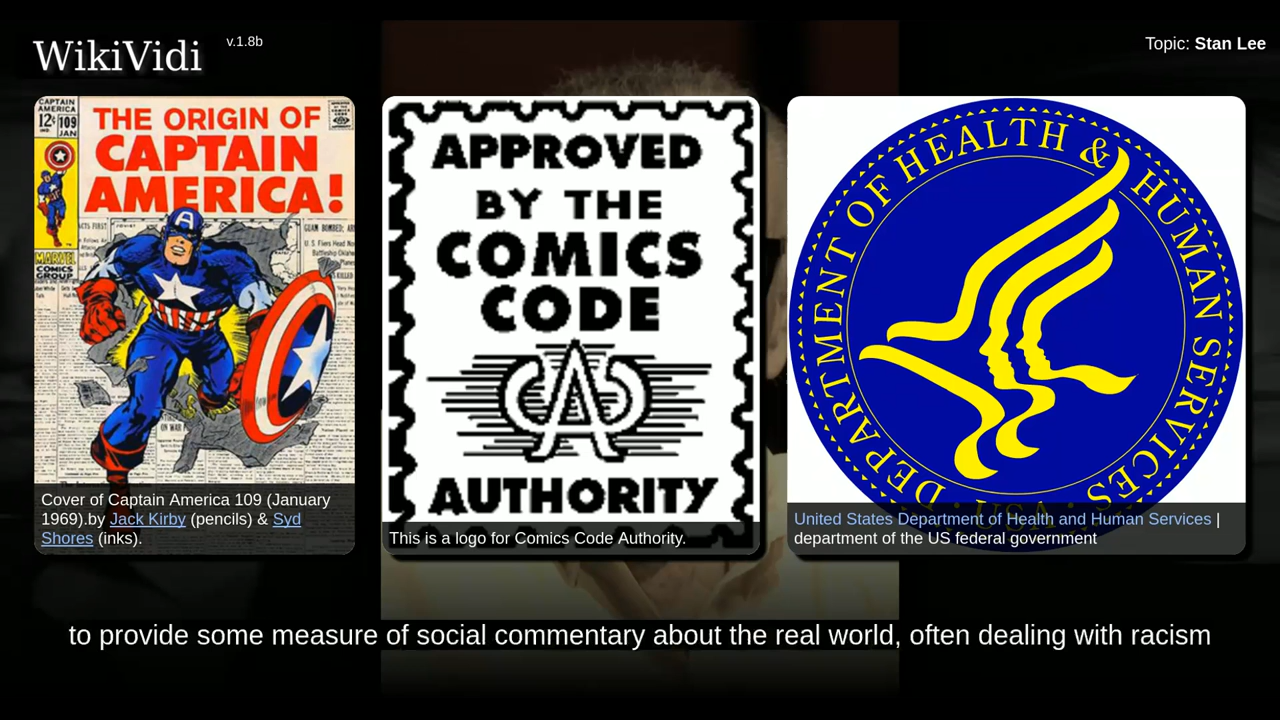 WikiVidi
v.1.8b
Topic: Stan Lee
CAPTAIN
AMERICA
12¢
IND.
109
JAN
MARVEL
COMICS
GROUP
THE ORIGIN OF
CAPTAIN
AMERICA!
Cover of Captain America 109 (January
1969).by Jack Kirby (pencils) & Syd
Shores (inks).
APPROVED
BY THE
COMICS
CODE
CA
AUTHORITY
This is a logo for Comics Code Authority.
DEPARTMENT OF HEALTH & HUMAN SERVICES · USA ·
United States Department of Health and Human Services |
department of the US federal government
to provide some measure of social commentary about the real world, often dealing with racism